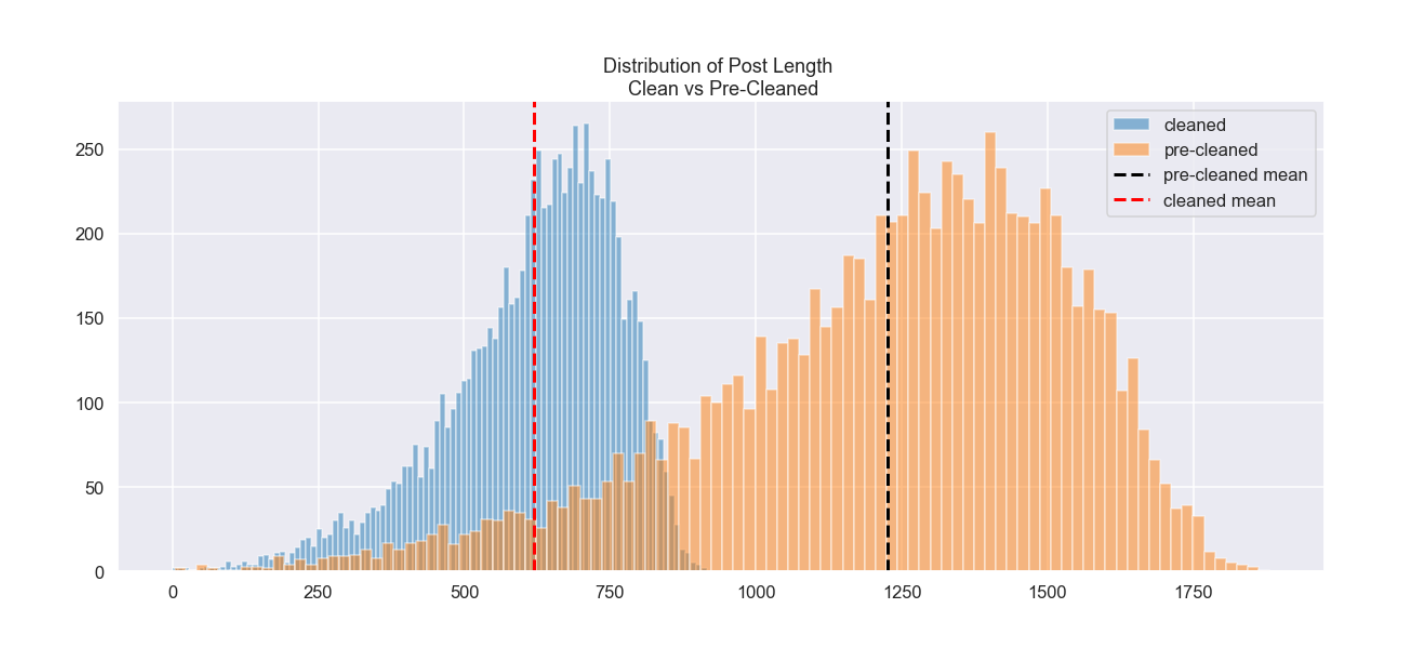 Distribution of Post Length
Clean vs Pre-Cleaned
cleaned
pre-cleaned
pre-cleaned mean
cleaned mean
250
200
150
100
50
0
0 250 500 750 1000 1250 1500 1750